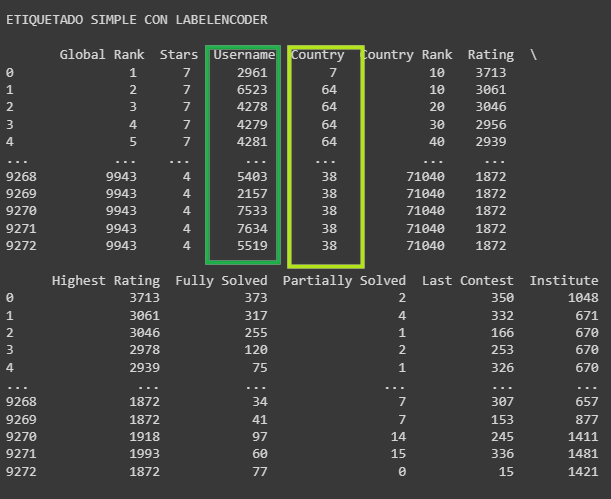 ETIQUETADO SIMPLE CON LABELENCODER
Global Rank Stars Username Country Country Rank Rating \
0 1 7 2961 7 10 3713
1 2 7 6523 64 10 3061
2 3 7 4278 64 20 3046
3 4 7 4279 64 30 2956
4 5 7 4281 64 40 2939
... ... ... ... ... ... ...
9268 9943 4 5403 38 71040 1872
9269 9943 4 2157 38 71040 1872
9270 9943 4 7533 38 71040 1872
9271 9943 4 7634 38 71040 1872
9272 9943 4 5519 38 71040 1872
Highest Rating Fully Solved Partially Solved Last Contest Institute
0 3713 373 2 350 1048
1 3061 317 4 332 671
2 3046 255 1 166 670
3 2978 120 2 253 670
4 2939 75 1 326 670
... ... ... ... ... ...
9268 1872 34 7 307 657
9269 1872 41 7 153 877
9270 1918 97 14 245 1411
9271 1993 60 15 336 1481
9272 1872 77 0 15 1421